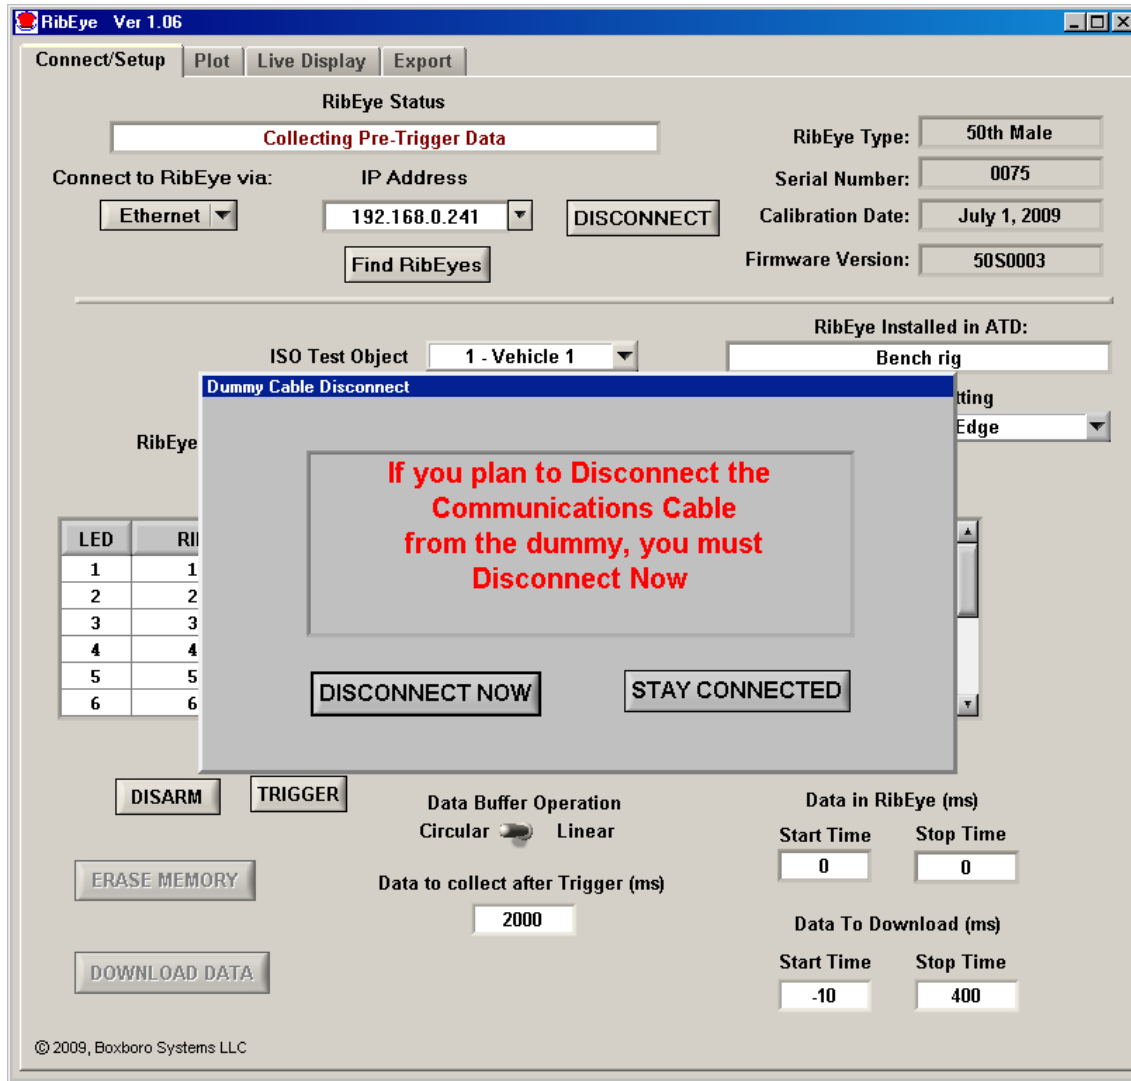 RibEye Ver 1.06
Connect/Setup Plot Live Display Export
RibEye Status
Collecting Pre-Trigger Data
Connect to RibEye via: IP Address
Ethernet 192.168.0.241 DISCONNECT
Find RibEyes
RibEye Type: 50th Male
Serial Number: 0075
Calibration Date: July 1, 2009
Firmware Version: 50S0003
RibEye Installed in ATD:
ISO Test Object 1 - Vehicle 1 Bench rig
Dummy Cable Disconnect
tting
RibEye Edge
If you plan to Disconnect the
Communications Cable
from the dummy, you must
Disconnect Now
DISCONNECT NOW STAY CONNECTED
LED RI
1 1
2 2
3 3
4 4
5 5
6 6
DISARM TRIGGER
Data Buffer Operation
Circular Linear
Data to collect after Trigger (ms)
2000
ERASE MEMORY
DOWNLOAD DATA
Data in RibEye (ms)
Start Time Stop Time
0 0
Data To Download (ms)
Start Time Stop Time
-10 400
© 2009, Boxboro Systems LLC